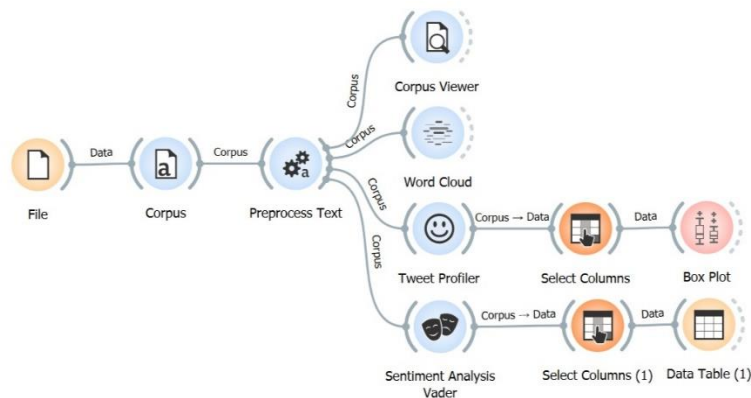 Corpus
Corpus Viewer
Corpus
Word Cloud
Data
Corpus
File
Corpus
Preprocess Text
Corpus
Corpus → Data
Data
Tweet Profiler
Select Columns
Box Plot
Corpus
Corpus → Data
Data
Sentiment Analysis
Vader
Select Columns (1)
Data Table (1)
a
a